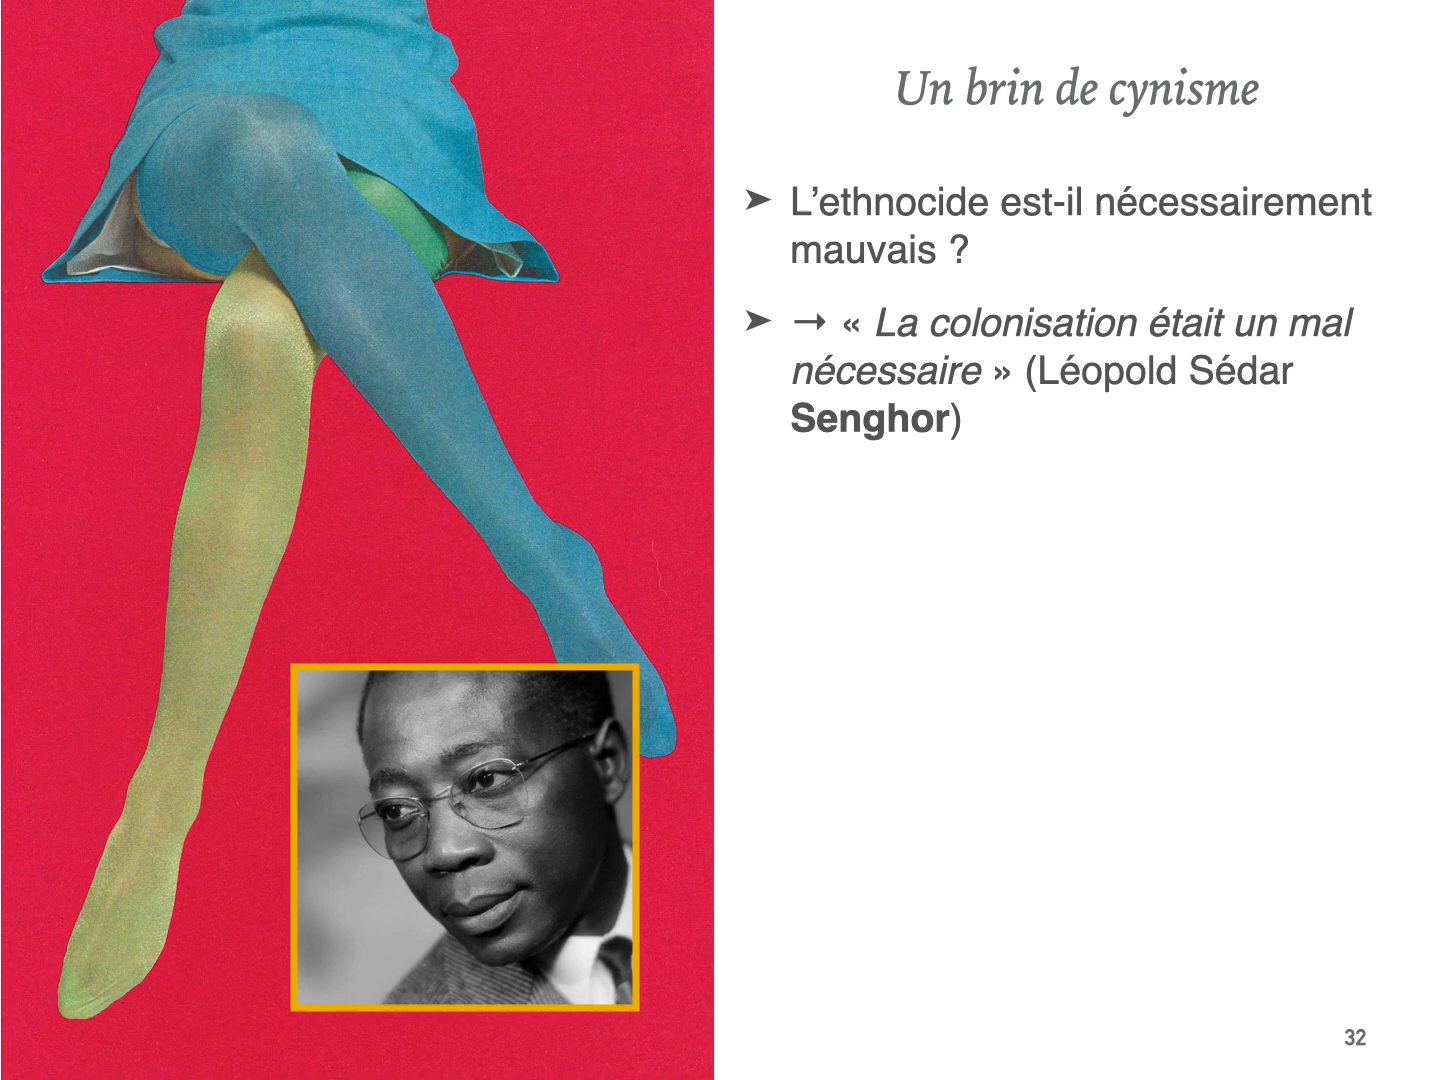 Un brin de cynisme
➤ L’ethnocide est-il nécessairement
mauvais ?
➤ → « La colonisation était un mal
nécessaire » (Léopold Sédar
Senghor)
32